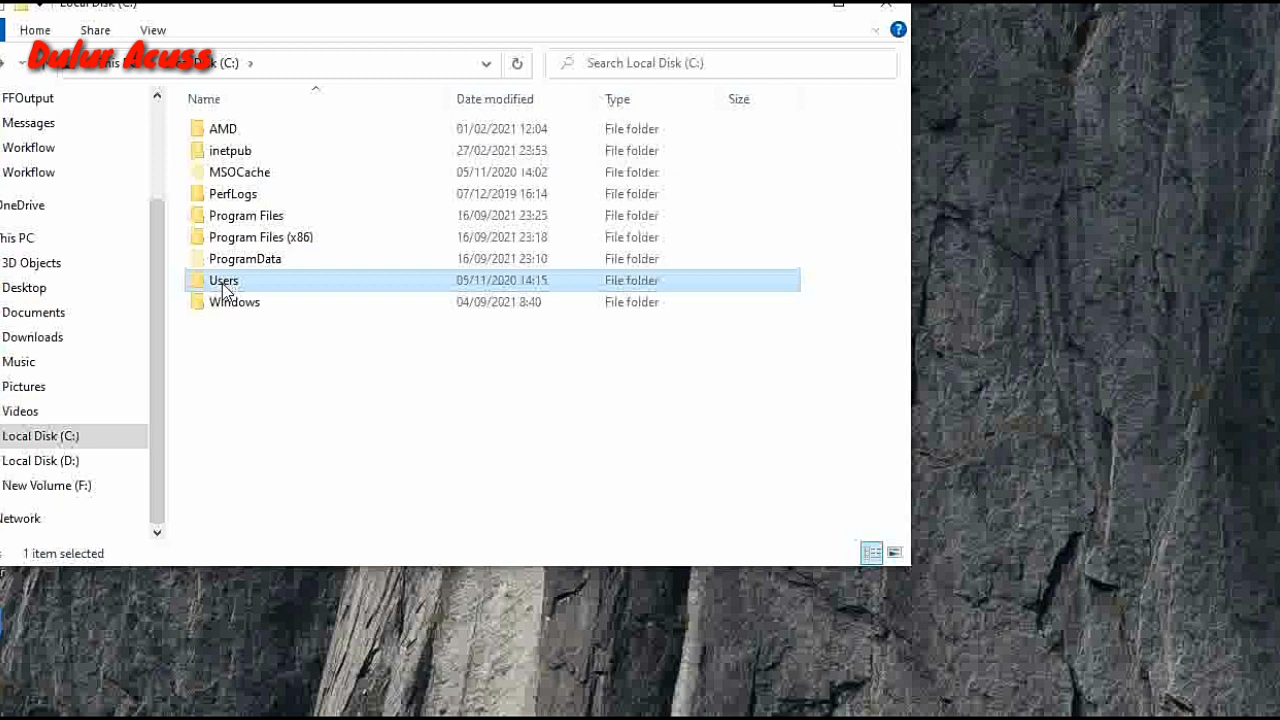 Local Disk (C:)
Home Share View
Dulur Acuss
his Disk (C:) Search Local Disk (C:)
Name Date modified Type Size
AMD 01/02/2021 12:04 File folder
inetpub 27/02/2021 23:53 File folder
MSOCache 05/11/2020 14:02 File folder
PerfLogs 07/12/2019 16:14 File folder
Program Files 16/09/2021 23:25 File folder
Program Files (x86) 16/09/2021 23:18 File folder
ProgramData 16/09/2021 23:10 File folder
Users 05/11/2020 14:15 File folder
Windows 04/09/2021 8:40 File folder
FFOutput
Messages
Workflow
Workflow
OneDrive
his PC
3D Objects
Desktop
Documents
Downloads
Music
Pictures
Videos
Local Disk (C:)
Local Disk (D:)
New Volume (F:)
Network
1 item selected